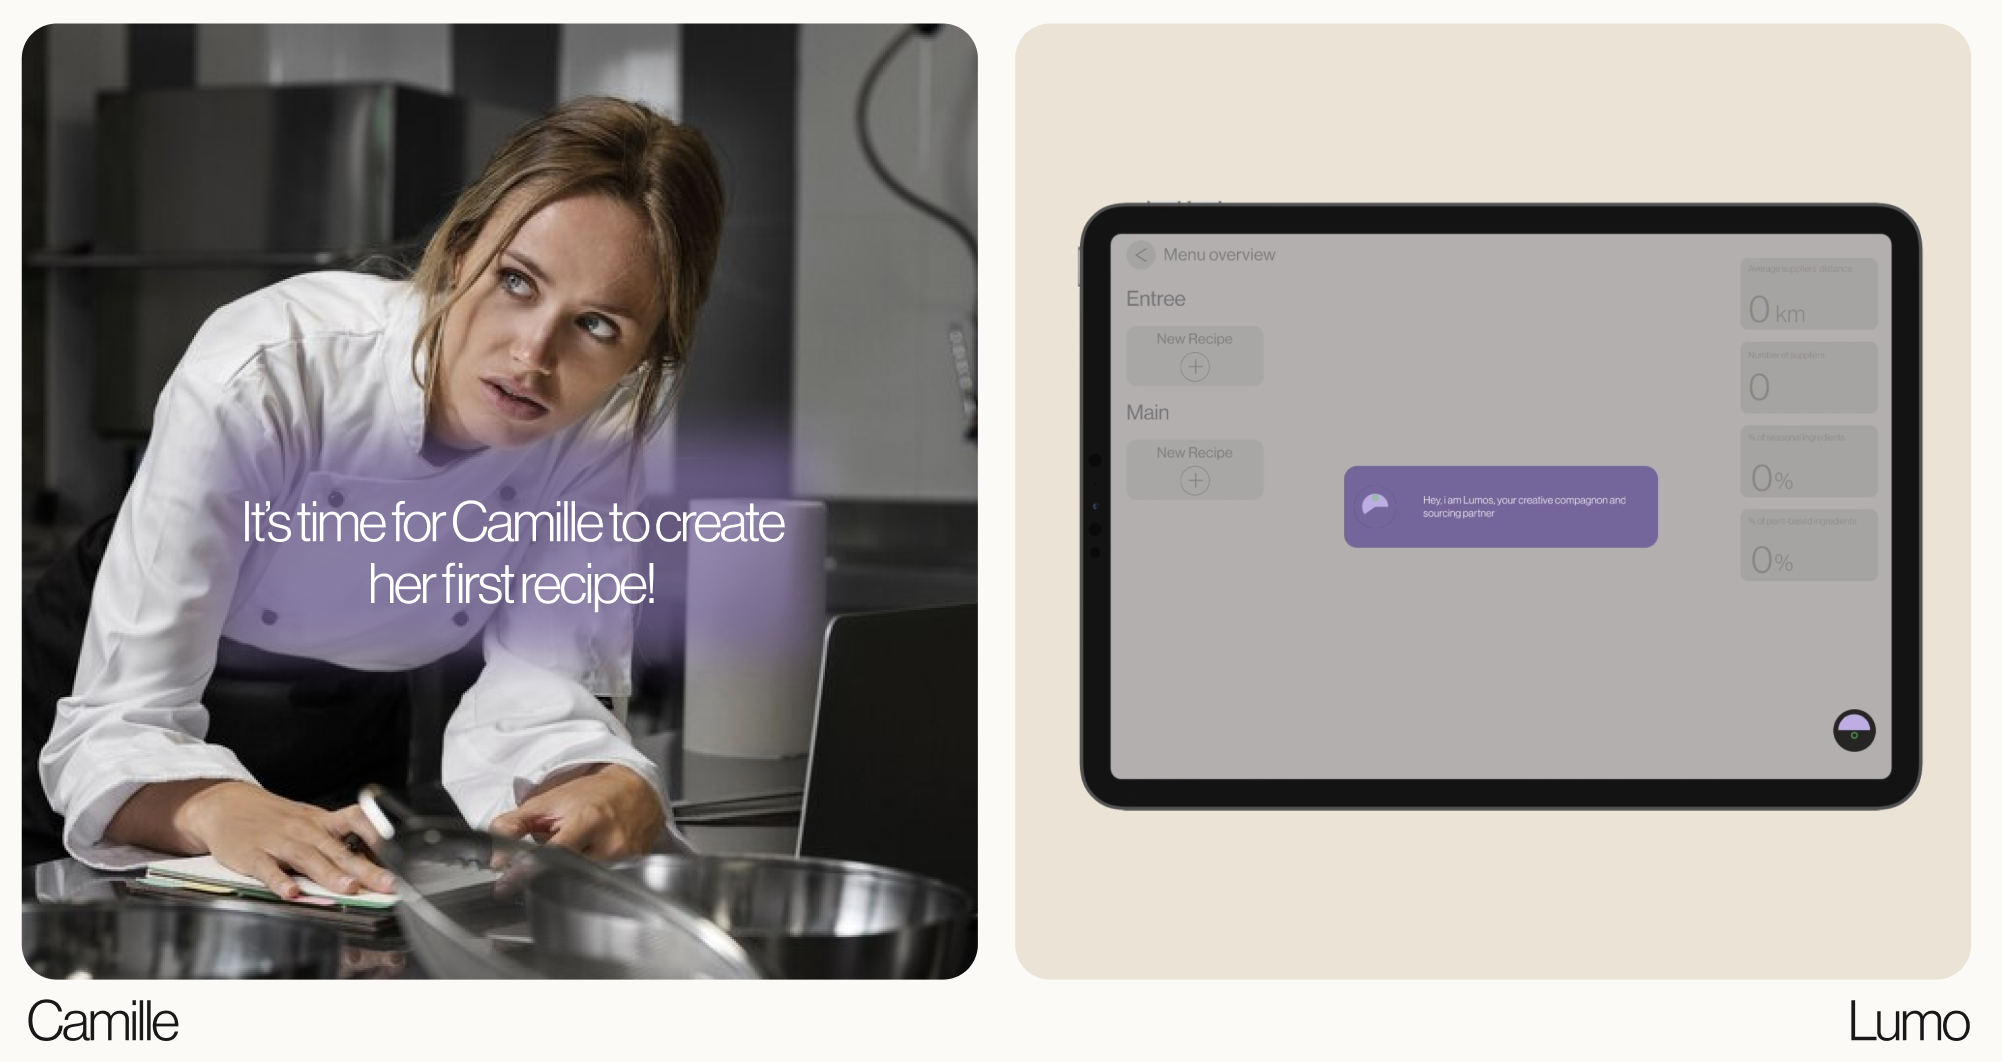 It's time for Camille to create
her first recipe!
Camille
Menu overview
Entree
New Recipe
Main
New Recipe
Average suppliers distance
0 km
Number of suppliers
0
% of seasonal ingredients
0%
% of plant-based ingredients
0%
Hey, i am Lumos, your creative compagnon and
sourcing partner
Lumo